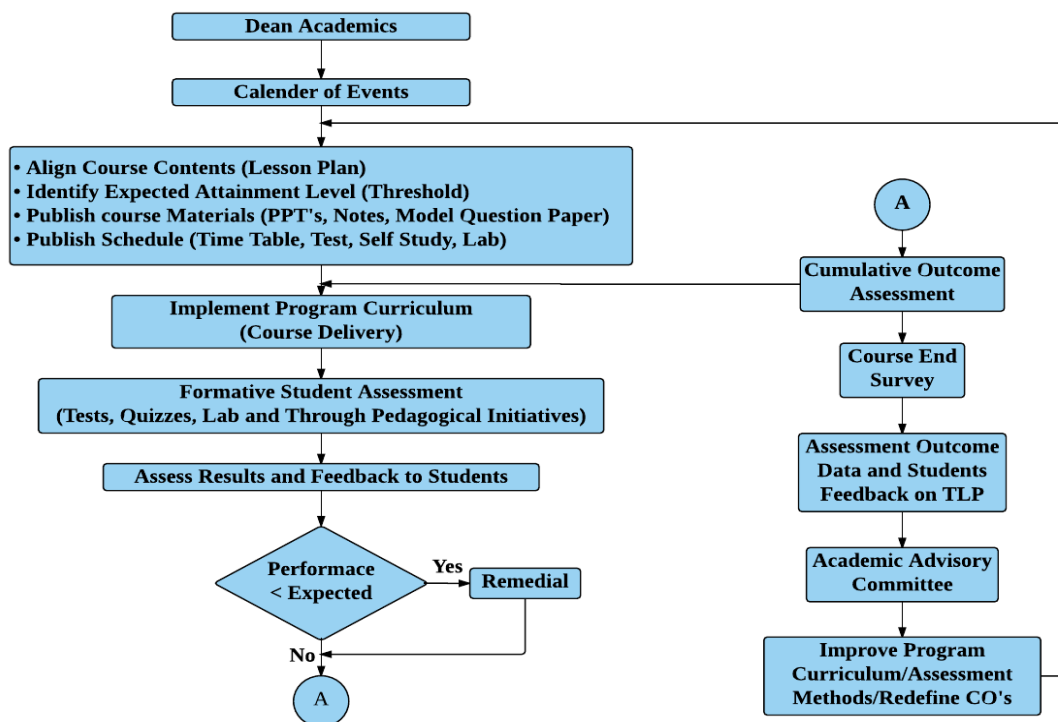 Dean Academics
Calender of Events
• Align Course Contents (Lesson Plan)
• Identify Expected Attainment Level (Threshold)
• Publish course Materials (PPT's, Notes, Model Question Paper)
• Publish Schedule (Time Table, Test, Self Study, Lab)
Implement Program Curriculum
(Course Delivery)
Formative Student Assessment
(Tests, Quizzes, Lab and Through Pedagogical Initiatives)
Assess Results and Feedback to Students
Performace
< Expected
Yes
Remedial
No
A
A
Cumulative Outcome
Assessment
Course End
Survey
Assessment Outcome
Data and Students
Feedback on TLP
Academic Advisory
Committee
Improve Program
Curriculum/Assessment
Methods/Redefine CO's